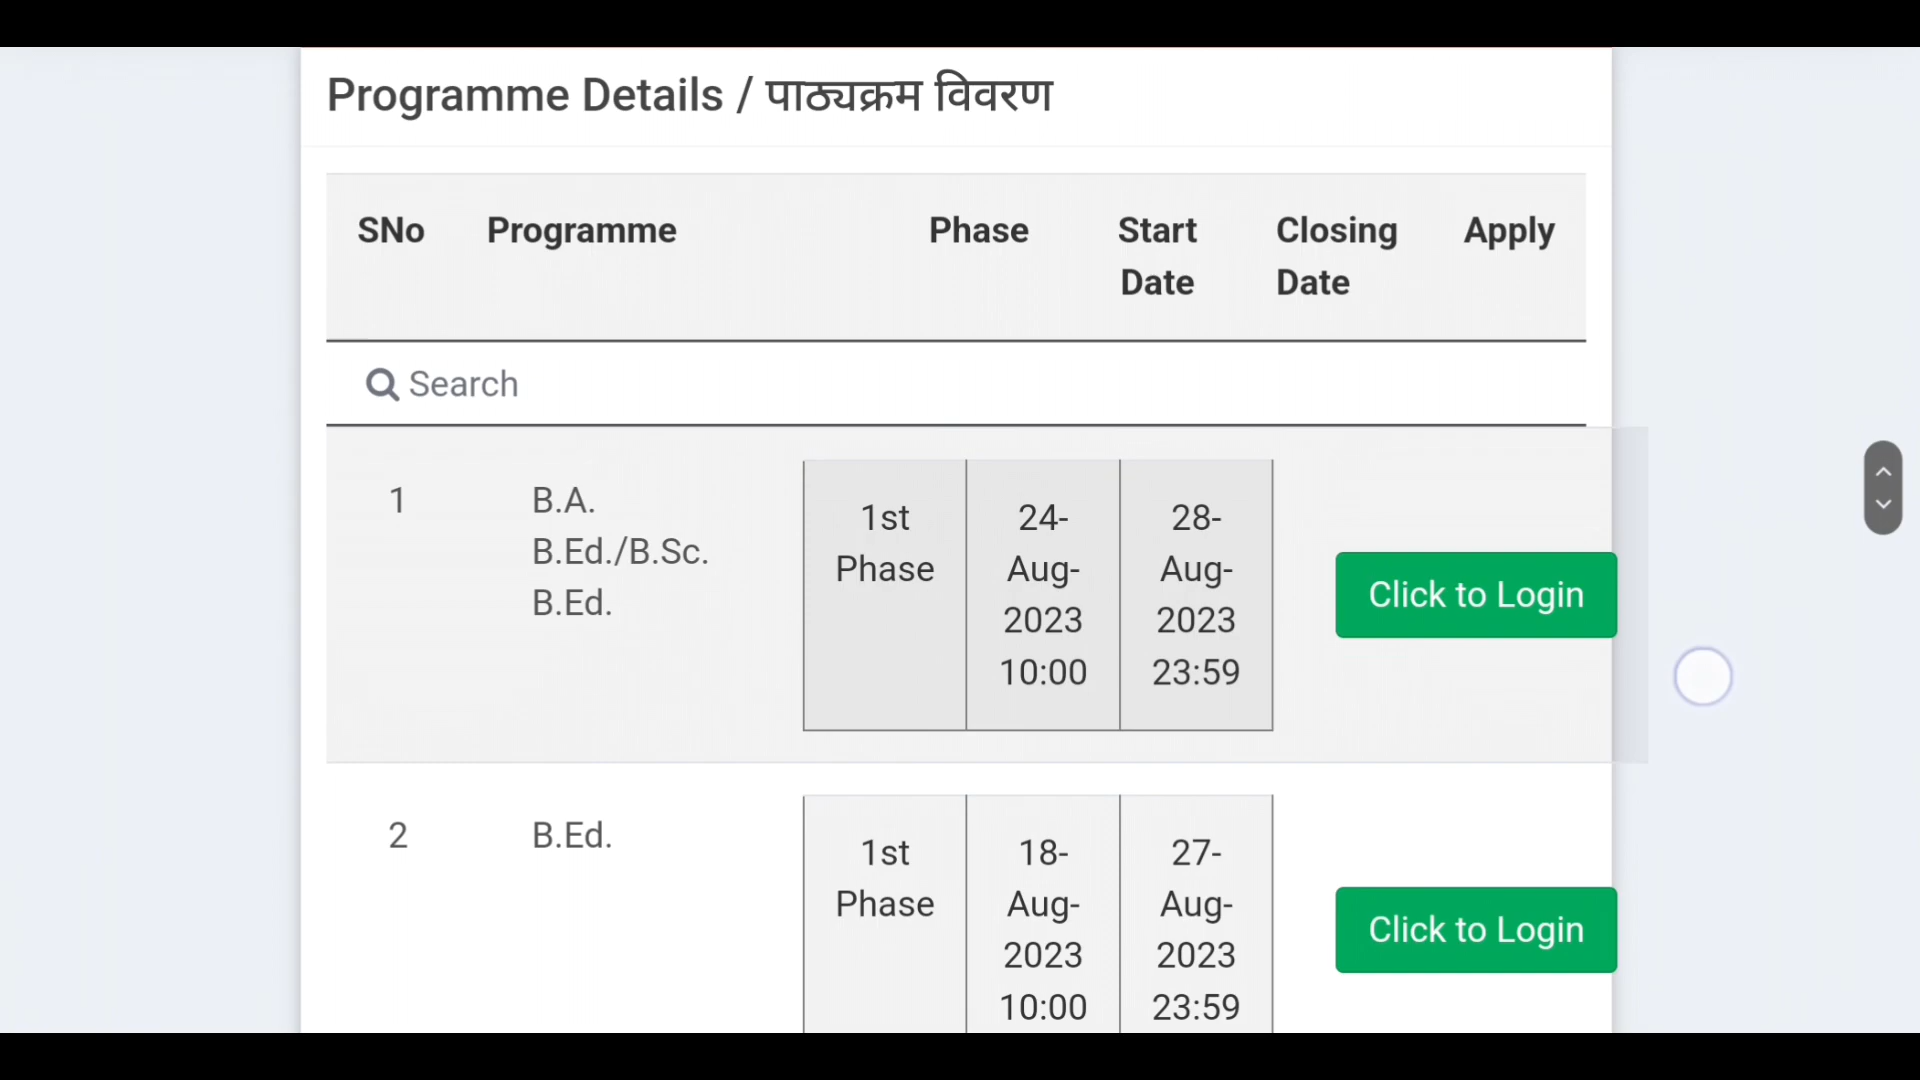 Programme Details / पाठ्यक्रम विवरण
SNo Programme Phase Start Date Closing Date Apply
Search
1
B.A.
B.Ed./B.Sc.
B.Ed.
1st
Phase
24-
Aug-
2023
10:00
28-
Aug-
2023
23:59
Click to Login
2
B.Ed.
1st
Phase
18-
Aug-
2023
10:00
27-
Aug-
2023
23:59
Click to Login